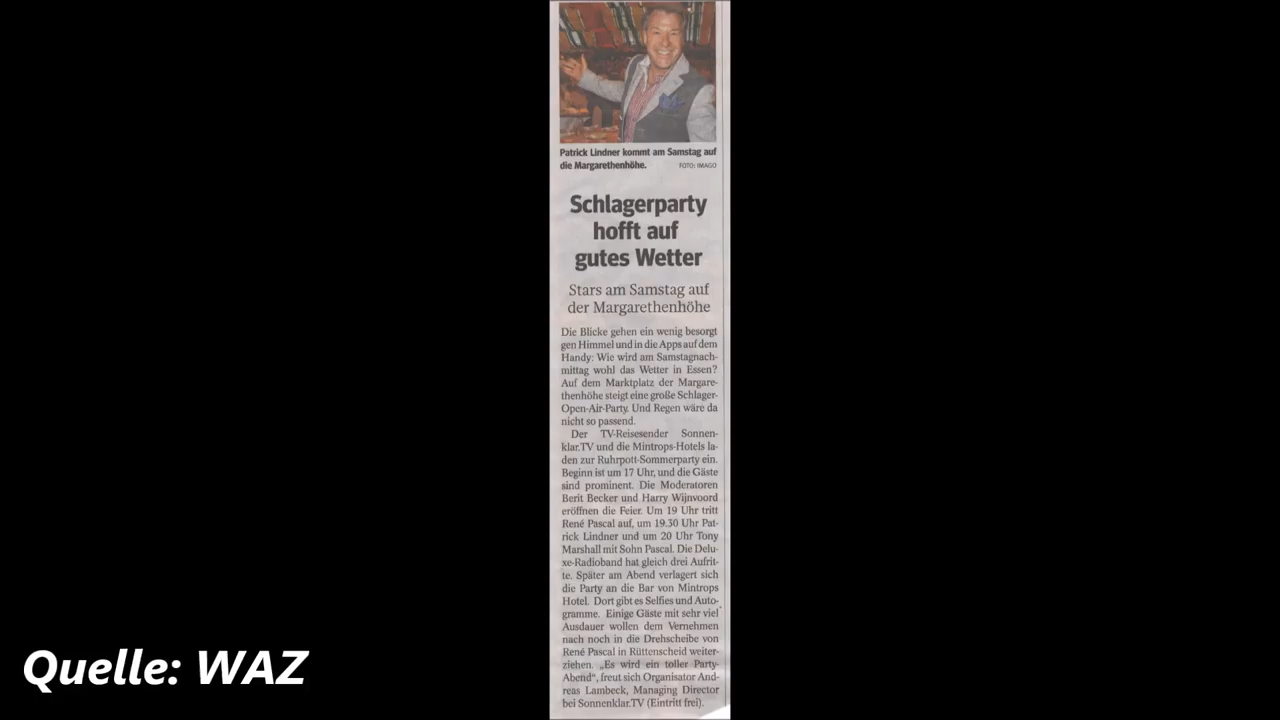 Patrick Lindner kommt am Samstag auf
die Margarethenhöhe. FOTO: IMAGO
Schlagerparty
hofft auf
gutes Wetter
Stars am Samstag auf
der Margarethenhöhe
Die Blicke gehen ein wenig besorgt
gen Himmel und in die Apps auf dem
Handy: Wie wird am Samstagnach-
mittag wohl das Wetter in Essen?
Auf dem Marktplatz der Margare-
thenhöhe steigt eine große Schlager-
Open-Air-Party. Und Regen wäre da
nicht so passend.
Der TV-Reisesender Sonnen-
klar.TV und die Mintrops-Hotels la-
den zur Ruhrpott-Sommerparty ein.
Beginn ist um 17 Uhr, und die Gäste
sind prominent. Die Moderatoren
Berit Becker und Harry Wijnvoord
eröffnen die Feier. Um 19 Uhr tritt
René Pascal auf, um 19.30 Uhr Pat-
rick Lindner und um 20 Uhr Tony
Marshall mit Sohn Pascal. Die Delu-
xe-Radioband hat gleich drei Auftrit-
te. Später am Abend verlagert sich
die Party an die Bar von Mintrops
Hotel. Dort gibt es Selfies und Auto-
gramme. Einige Gäste mit sehr viel
Ausdauer wollen dem Vernehmen
nach noch in die Drehscheibe von
René Pascal in Rüttenscheid weiter-
ziehen. „Es wird ein toller Party-
Abend“, freut sich Organisator And-
reas Lambeck, Managing Director
bei Sonnenklar.TV (Eintritt frei).
Quelle: WAZ